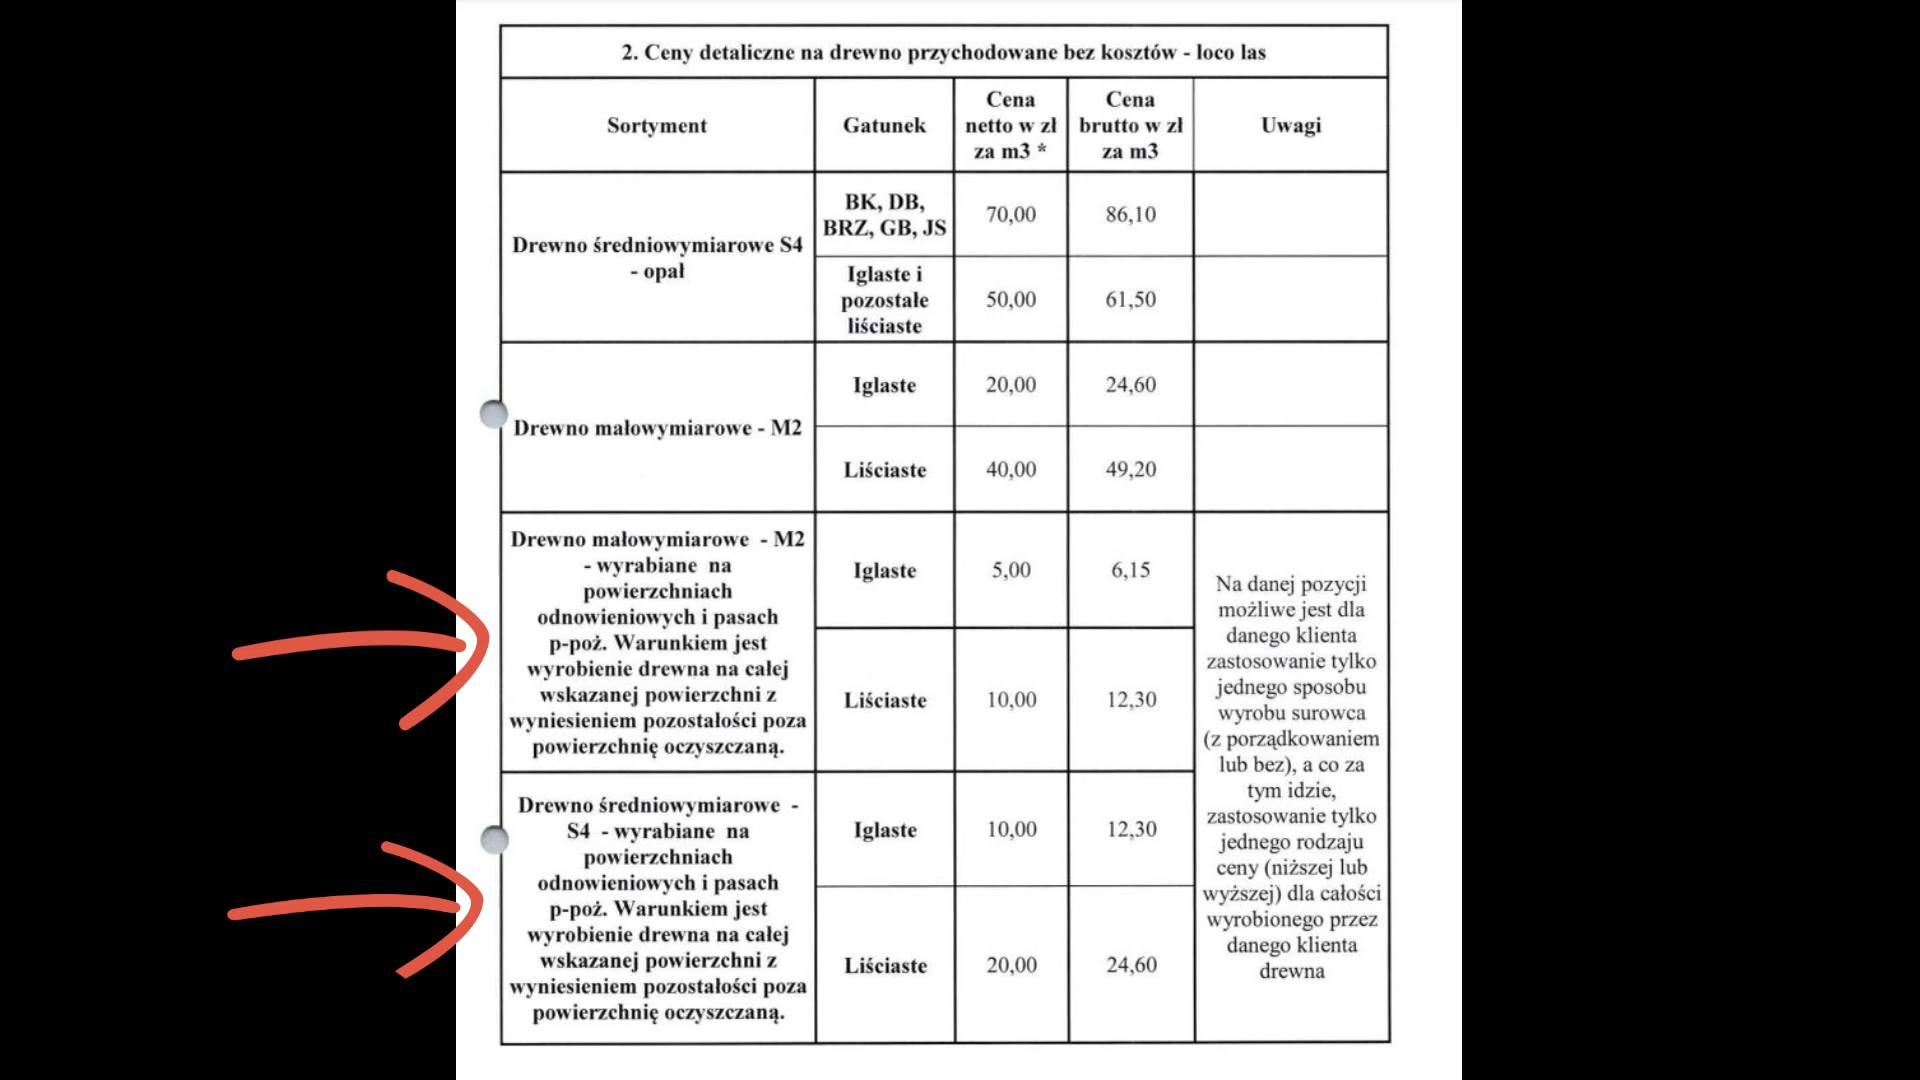 2. Ceny detaliczne na drewno przychodowane bez kosztów - loco las
Sortyment
Gatunek
Cena
netto w zł
za m3 *
Cena
brutto w zł
za m3
Uwagi
Drewno średniowymiarowe S4
- opał
BK, DB,
BRZ, GB, JS
70,00
86,10
Iglaste i
pozostałe
liściaste
50,00
61,50
Drewno małowymiarowe - M2
Iglaste
20,00
24,60
Liściaste
40,00
49,20
Drewno małowymiarowe - M2
- wyrabiane na
powierzchniach
odnowieniowych i pasach
p-poż. Warunkiem jest
wyrobienie drewna na całej
wskazanej powierzchni z
wyniesieniem pozostałości poza
powierzchnię oczyszczaną.
Iglaste
5,00
6,15
Liściaste
10,00
12,30
Drewno średniowymiarowe -
S4 - wyrabiane na
powierzchniach
odnowieniowych i pasach
p-poż. Warunkiem jest
wyrobienie drewna na całej
wskazanej powierzchni z
wyniesieniem pozostałości poza
powierzchnię oczyszczaną.
Iglaste
10,00
12,30
Liściaste
20,00
24,60
Na danej pozycji
możliwe jest dla
danego klienta
zastosowanie tylko
jednego sposobu
wyrobu surowca
(z porządkowaniem
lub bez), a co za
tym idzie,
zastosowanie tylko
jednego rodzaju
ceny (niższej lub
wyższej) dla całości
wyrobionego przez
danego klienta
drewna